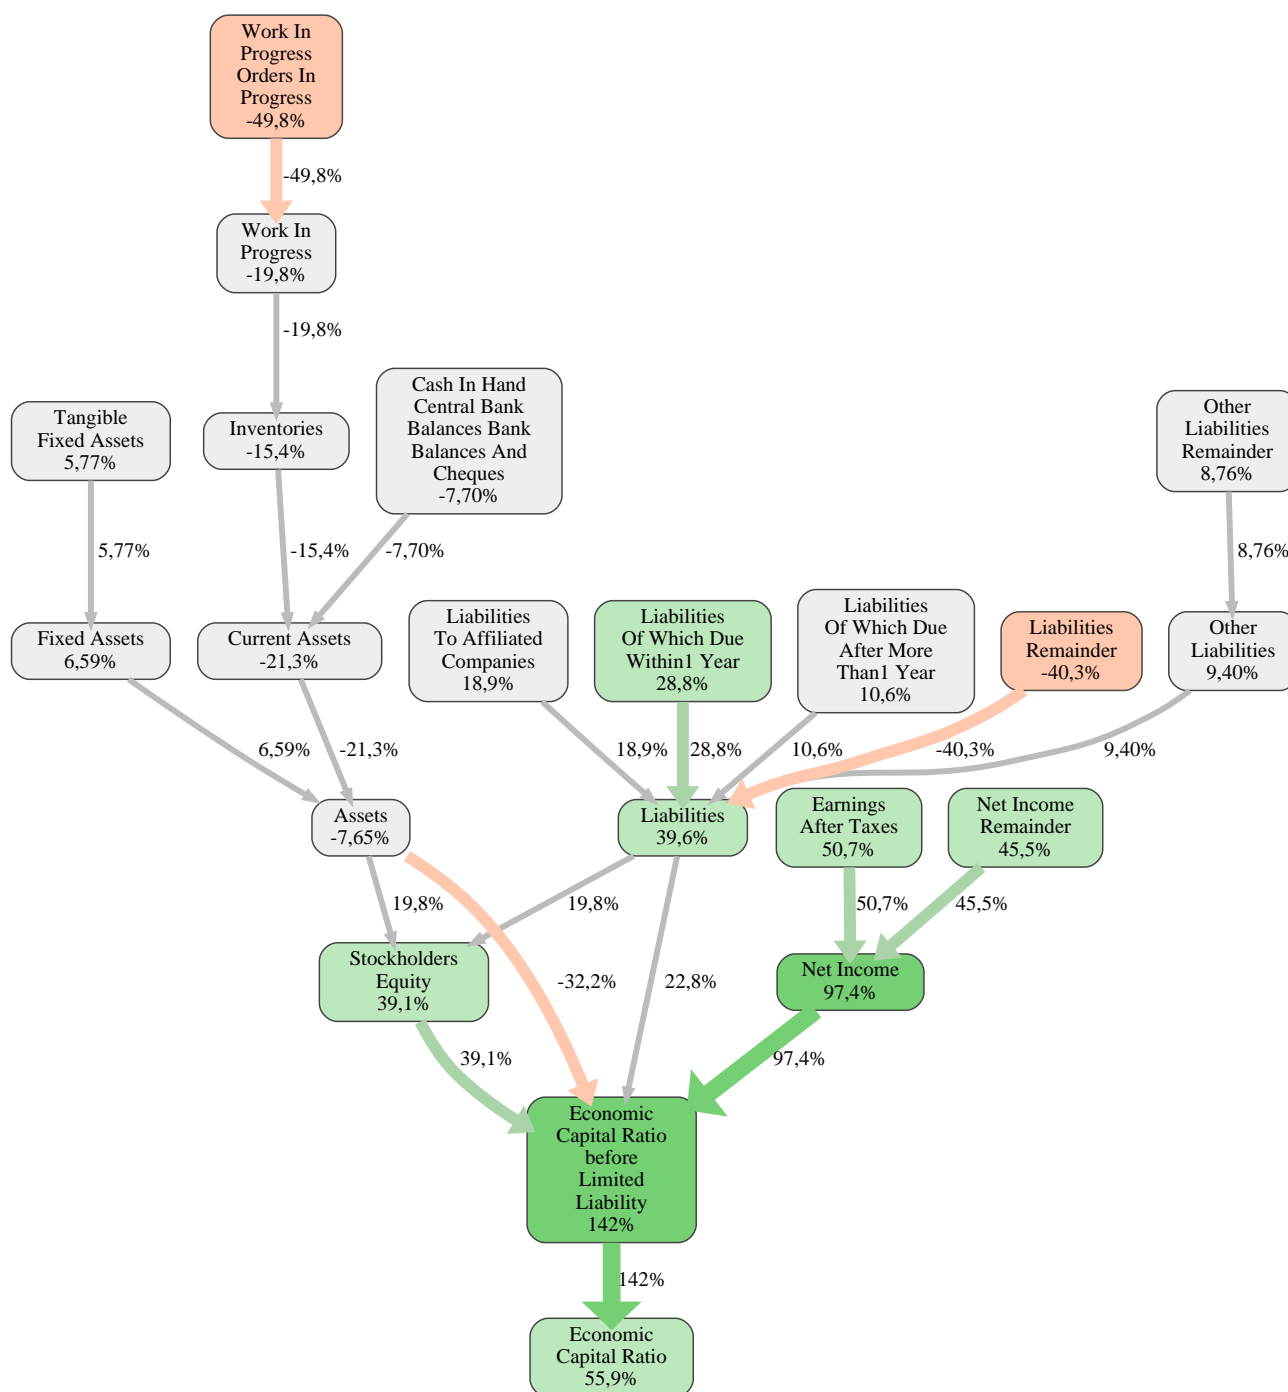 Work In
Progress
Orders In
Progress
-49,8%
-49,8%
Work In
Progress
-19,8%
-19,8%
Tangible
Fixed Assets
5,77%
Inventories
-15,4%
Cash In Hand
Central Bank
Balances Bank
Balances And
Cheques
-7,70%
Other
Liabilities
Remainder
8,76%
5,77%
-15,4%
-7,70%
8,76%
Fixed Assets
6,59%
Current Assets
-21,3%
Liabilities
To Affiliated
Companies
18,9%
Liabilities
Of Which Due
Within1 Year
28,8%
Liabilities
Of Which Due
After More
Than1 Year
10,6%
Liabilities
Remainder
-40,3%
Other
Liabilities
9,40%
6,59%
-21,3%
18,9%
28,8%
10,6%
-40,3%
9,40%
Assets
-7,65%
Liabilities
39,6%
Earnings
After Taxes
50,7%
Net Income
Remainder
45,5%
19,8%
19,8%
50,7%
45,5%
Stockholders
Equity
39,1%
-32,2%
22,8%
Net Income
97,4%
39,1%
97,4%
Economic
Capital Ratio
before
Limited
Liability
142%
142%
Economic
Capital Ratio
55,9%